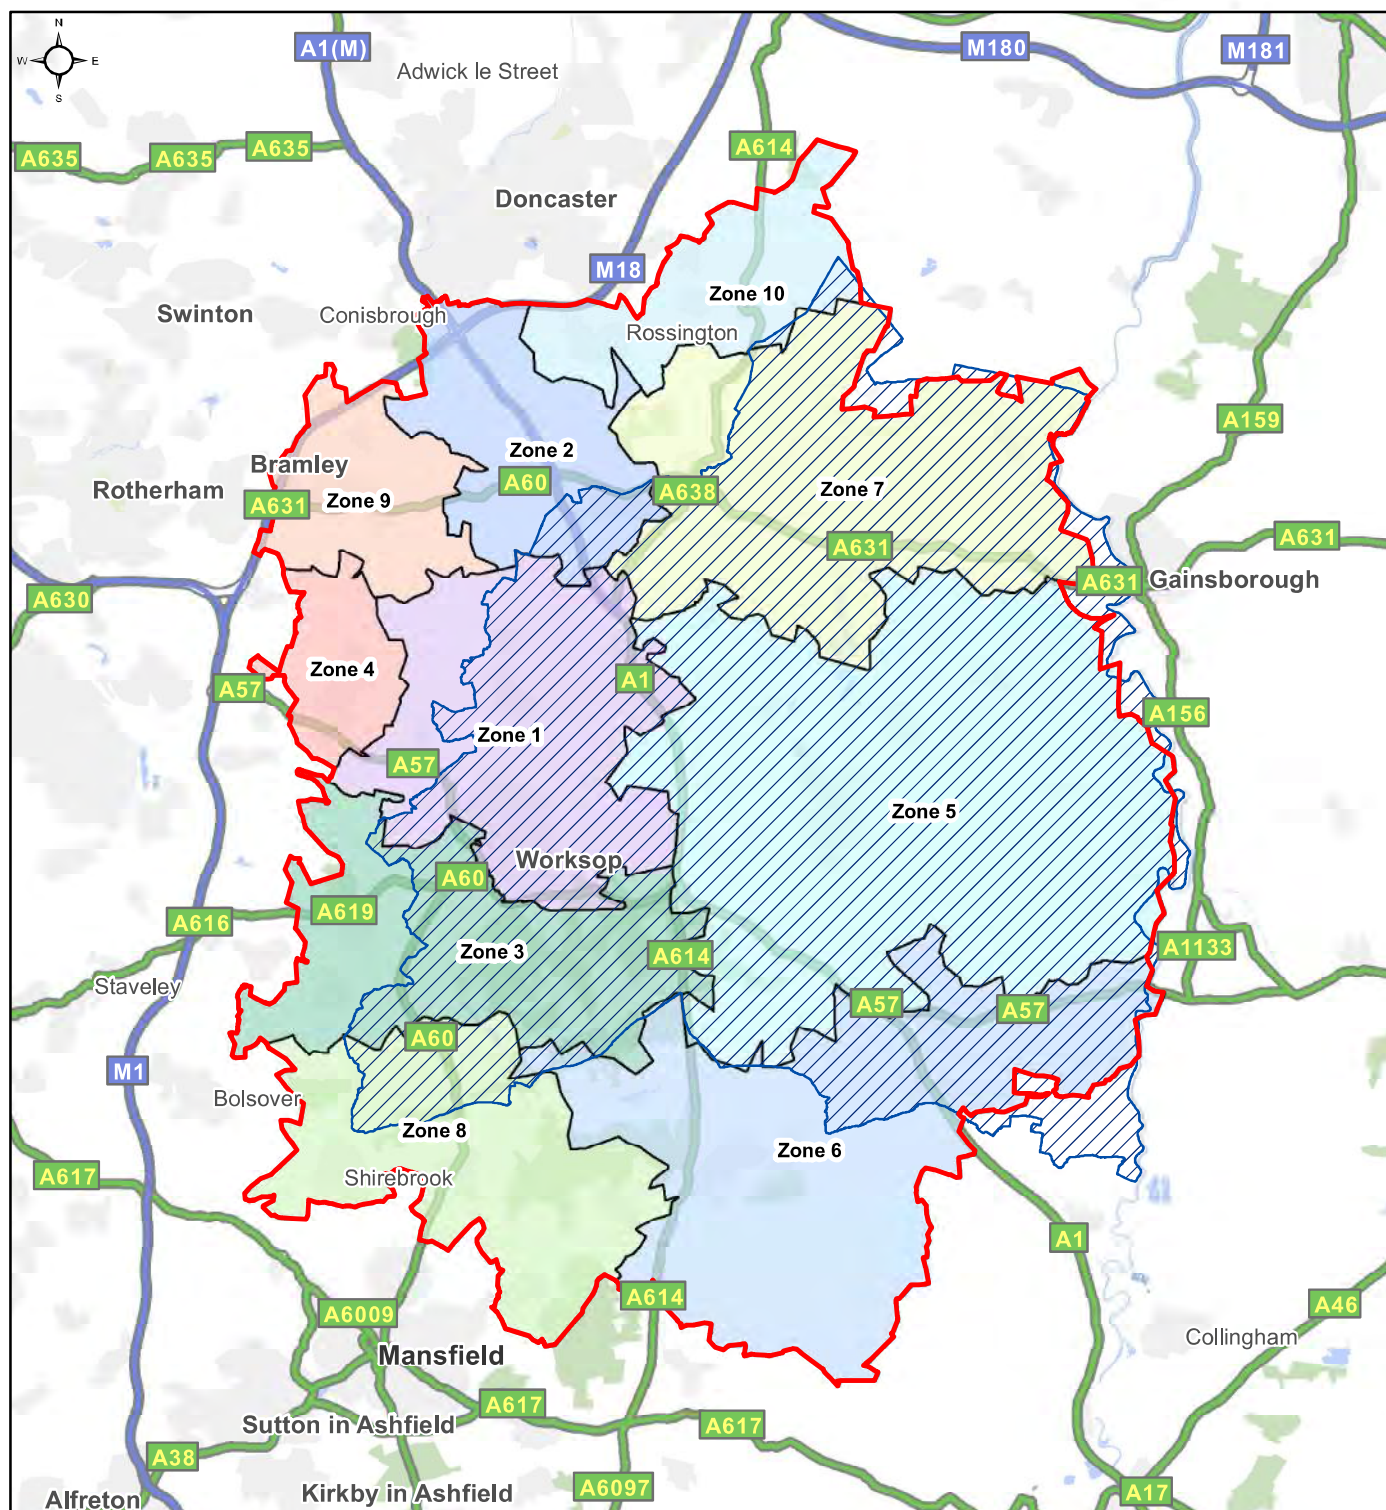 N
W
E
S
A1(M)
M180
M181
Adwick le Street
A614
A635
A635
A635
Doncaster
M18
Zone 10
Swinton
Conisbrough
Rossington
A159
Zone 2
Bramley
A60
A638
Zone 7
Rotherham
Zone 9
A631
A631
A631
A630
A631
Gainsborough
Zone 4
A57
A1
A156
Zone 1
A57
Zone 5
Worksop
A60
A619
A616
Zone 3
A614
A1133
Staveley
A57
A57
A60
M1
Bolsover
Zone 8
Zone 6
A617
Shirebrook
A1
A614
A46
A6009
Collingham
Mansfield
A617
Sutton in Ashfield
A617
A38
A6097
Kirkby in Ashfield
A17
Alfreton